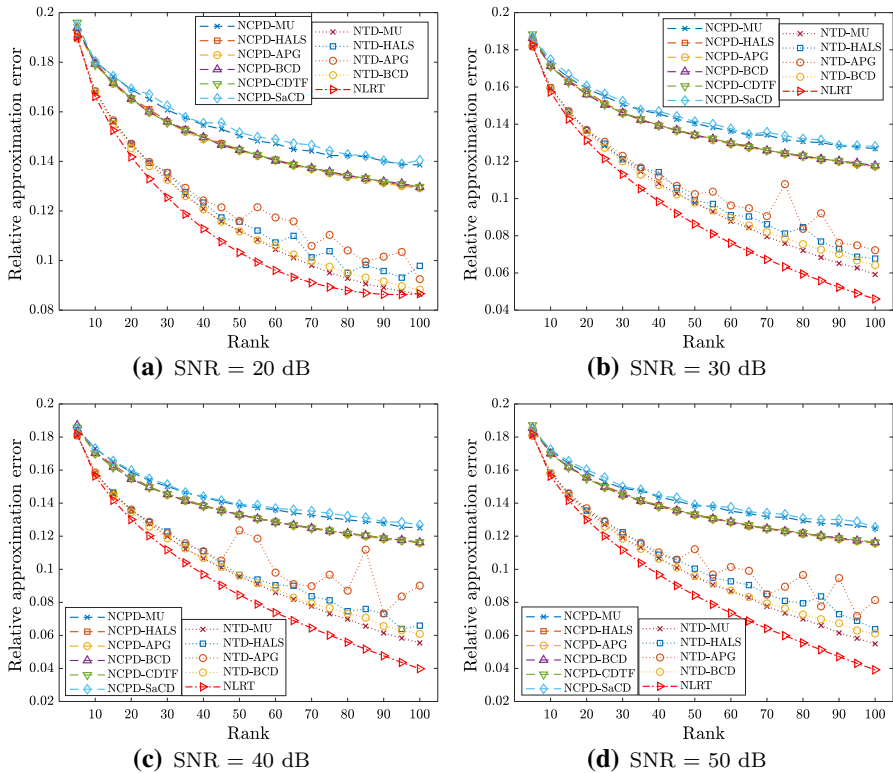 Relative approximation error
0.2
0.18
0.16
0.14
0.12
0.1
0.08
NCPD-MU
NCPD-HALS
NCPD-APG
NCPD-BCD
NCPD-CDTF
NCPD-SaCD
NTD-MU
NTD-HALS
NTD-APG
NTD-BCD
NLRT
10 20 30 40 50 60 70 80 90 100
Rank
(a) SNR = 20 dB
Relative approximation error
0.2
0.18
0.16
0.14
0.12
0.1
0.08
0.06
0.04
NCPD-MU
NCPD-HALS
NCPD-APG
NCPD-BCD
NCPD-CDTF
NCPD-SaCD
NTD-MU
NTD-HALS
NTD-APG
NTD-BCD
NLRT
10 20 30 40 50 60 70 80 90 100
Rank
(b) SNR = 30 dB
Relative approximation error
0.2
0.18
0.16
0.14
0.12
0.1
0.08
0.06
0.04
0.02
NCPD-MU
NCPD-HALS
NCPD-APG
NCPD-BCD
NCPD-CDTF
NCPD-SaCD
NTD-MU
NTD-HALS
NTD-APG
NTD-BCD
NLRT
10 20 30 40 50 60 70 80 90 100
Rank
(c) SNR = 40 dB
Relative approximation error
0.2
0.18
0.16
0.14
0.12
0.1
0.08
0.06
0.04
0.02
NCPD-MU
NCPD-HALS
NCPD-APG
NCPD-BCD
NCPD-CDTF
NCPD-SaCD
NTD-MU
NTD-HALS
NTD-APG
NTD-BCD
NLRT
10 20 30 40 50 60 70 80 90 100
Rank
(d) SNR = 50 dB